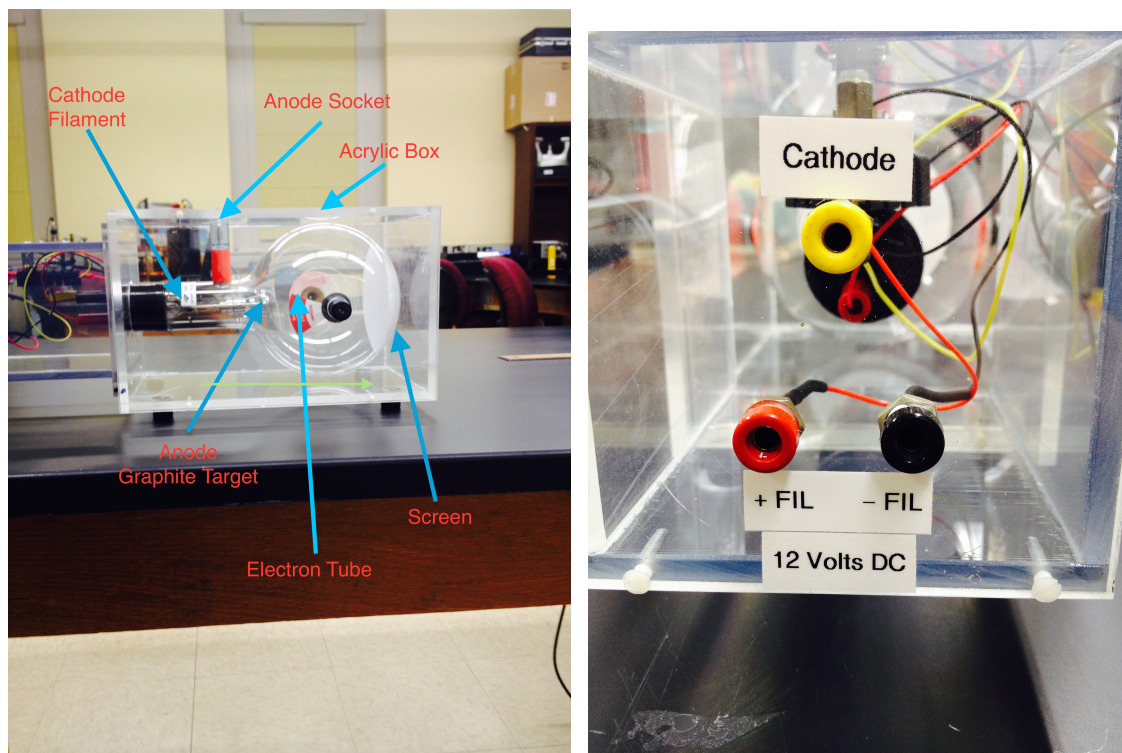 Cathode
Filament
Anode Socket
Acrylic Box
Anode
Graphite Target
Screen
Electron Tube
Cathode
+ FIL – FIL
12 Volts DC